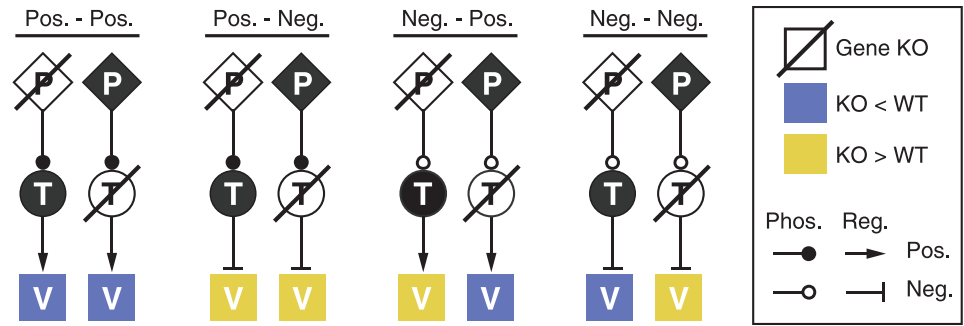 Pos. - Pos. Pos. - Neg. Neg. - Pos. Neg. - Neg.
P P P P P P P P
T T T T T T T T
V V V V V V V V
Gene KO
KO < WT
KO > WT
Phos. Reg.
Pos.
Neg.